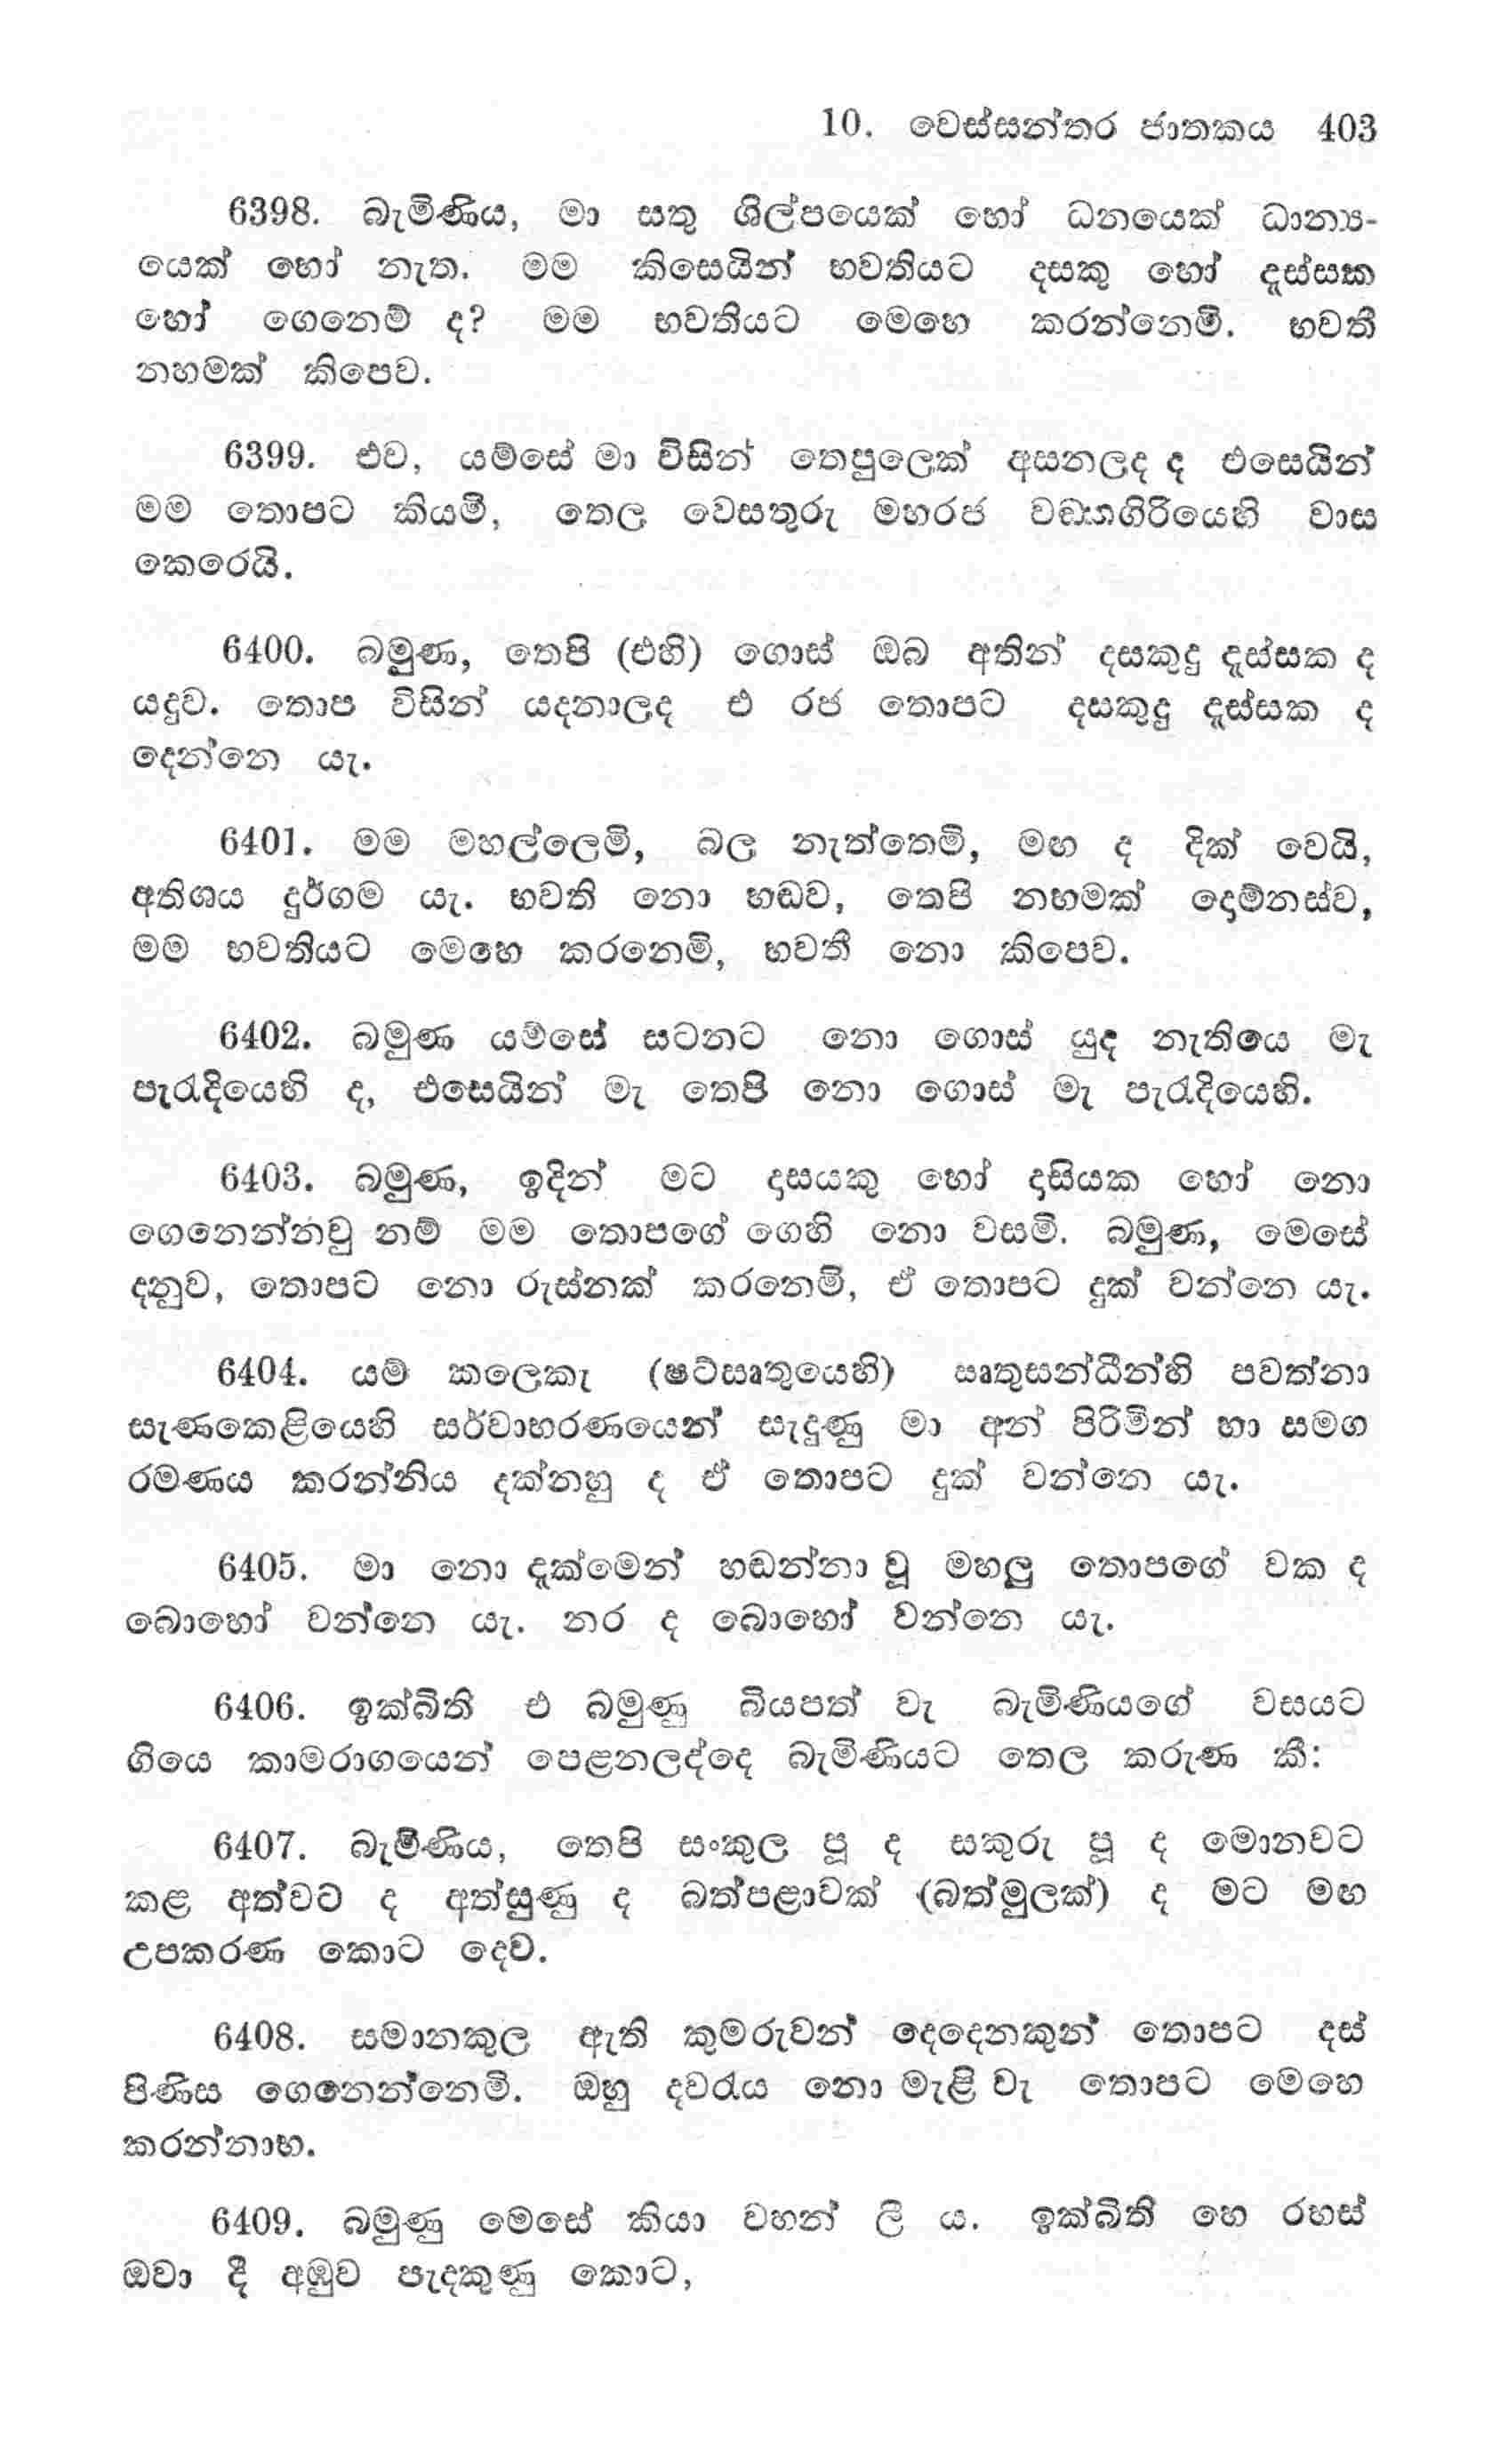 10. වෙස්සන්තර ජාතකය 403
6398. බැමිණිය, මා සතු ශිල්පයෙක් හෝ ධනයෙක් ධාන්‍ය-
යෙක් හෝ නැත. මම කිසෙයින් භවතියට දසකු හෝ දැස්සක
හෝ ගෙනෙම් ද? මම භවතියට මෙහෙ කරන්නෙමි. භවතී
නහමක් කිපෙව.
6399. එව, යම්සේ මා විසින් තෙපුලෙක් අසනලද ද එසෙයින්
මම තොපට කියමි, තෙල වෙසතුරු මහරජ වඞ්කගිරියෙහි වාස
කෙරෙයි.
6400. බමුණ, තෙපි (එහි) ගොස් ඔබ අතින් දසකුදු දැස්සක ද
යදුව. තොප විසින් යදනාලද එ රජ තොපට දසකුදු දැස්සක ද
දෙන්නෙ යැ.
6401. මම මහල්ලෙමි, බල නැත්තෙමි, මඟ ද දික් වෙයි,
අතිශය දුර්ගම යැ. භවති නො හඬව, තෙපි නහමක් දොම්නස්ව,
මම භවතියට මෙහෙ කරනෙමි, භවතී නො කිපෙව.
6402. බමුණ යම්සේ සටනට නො ගොස් යුද නැතියෙ මැ
පැරැදියෙහි ද, එසෙයින් මැ තෙපි නො ගොස් මැ පැරැදියෙහි.
6403. බමුණ, ඉදින් මට දාසයකු හෝ දාසියක හෝ නො
ගෙනෙන්නවු නම් මම තොපගේ ගෙහි නො වසමි. බමුණ, මෙසේ
දනුව, තොපට නො රුස්නක් කරනෙමි, ඒ තොපට දුක් වන්නෙ යැ.
6404. යම් කලෙකැ (ෂට්ඍතුයෙහි) ඍතුසන්ධීන්හි පවත්නා
සැණකෙළියෙහි සර්වාභරණයෙන් සැදුණු මා අන් පිරිමින් හා සමග
රමණය කරන්නිය දක්නහු ද ඒ තොපට දුක් වන්නෙ යැ.
6405. මා නො දැක්මෙන් හඬන්නා වූ මහලු තොපගේ වක ද
බොහෝ වන්නෙ යැ. නර ද බොහෝ වන්නෙ යැ.
6406. ඉක්බිති එ බමුණු බියපත් වැ බැමිණියගේ වසයට
ගියෙ කාමරාගයෙන් පෙළනලද්දෙ බැමිණියට තෙල කරුණ කී:
6407. බැමිණිය, තෙපි සංකුල පූ ද සකුරු පූ ද මොනවට
කළ අත්වට ද අත්සුණු ද බත්පළාවක් (බත්මුලක්) ද මට මඟ
උපකරණ කොට දෙව.
6408. සමානකුල ඇති කුමරුවන් දෙදෙනකුන් තොපට දස්
පිණිස ගෙනෙන්නෙමි. ඔහු දවරැය නො මැළි වැ තොපට මෙහෙ
කරන්නාහ.
6409. බමුණු මෙසේ කියා වහන් ලී ය. ඉක්බිති හෙ රහස්
ඔවා දී අඹුව පැදකුණු කොට,